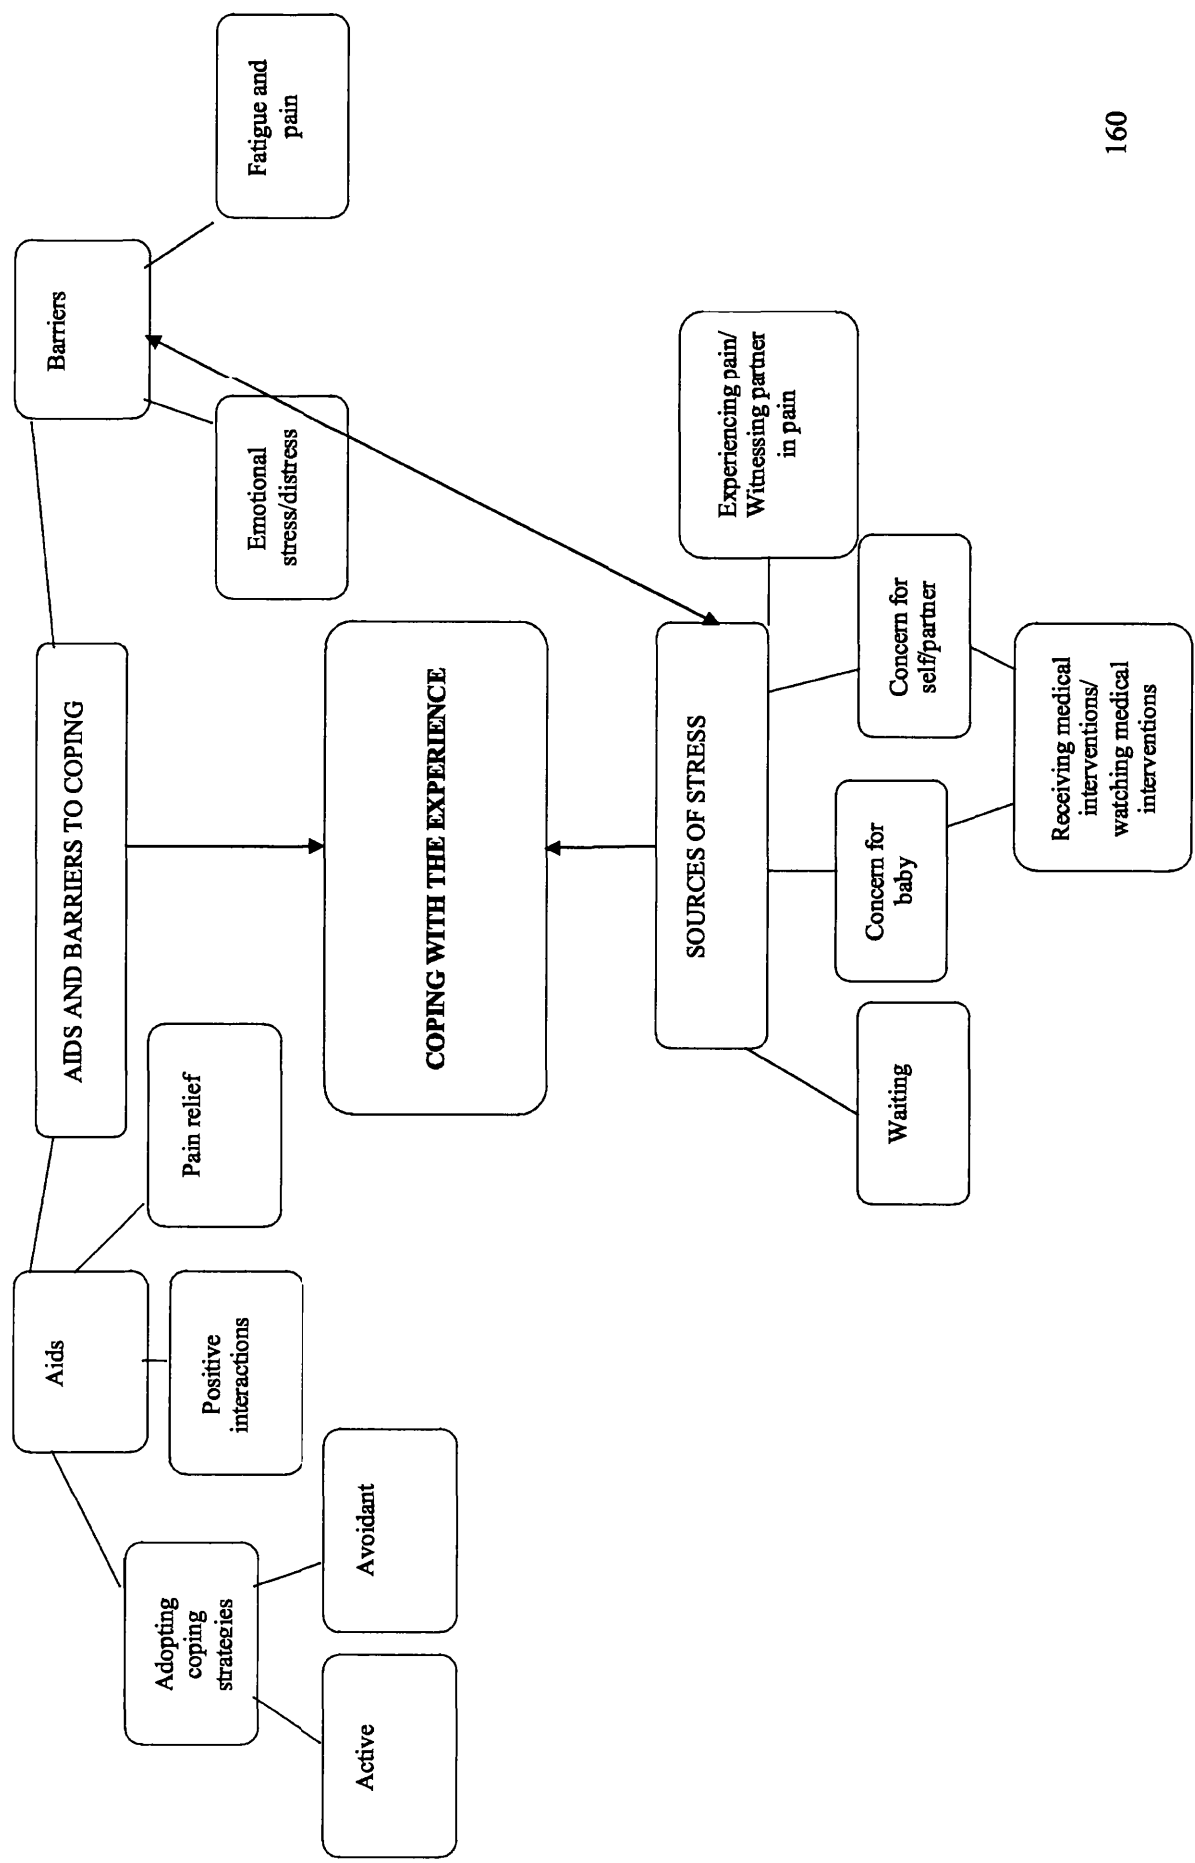 AIDS AND BARRIERS TO COPING
Aids
Barriers
Pain relief
Positive
interactions
Adopting
coping
strategies
Active
Avoidant
Emotional
stress/distress
Fatigue and
pain
COPING WITH THE EXPERIENCE
SOURCES OF STRESS
Waiting
Concern for
baby
Concern for
self/partner
Experiencing pain/
Witnessing partner
in pain
Receiving medical
interventions/
watching medical
interventions
160